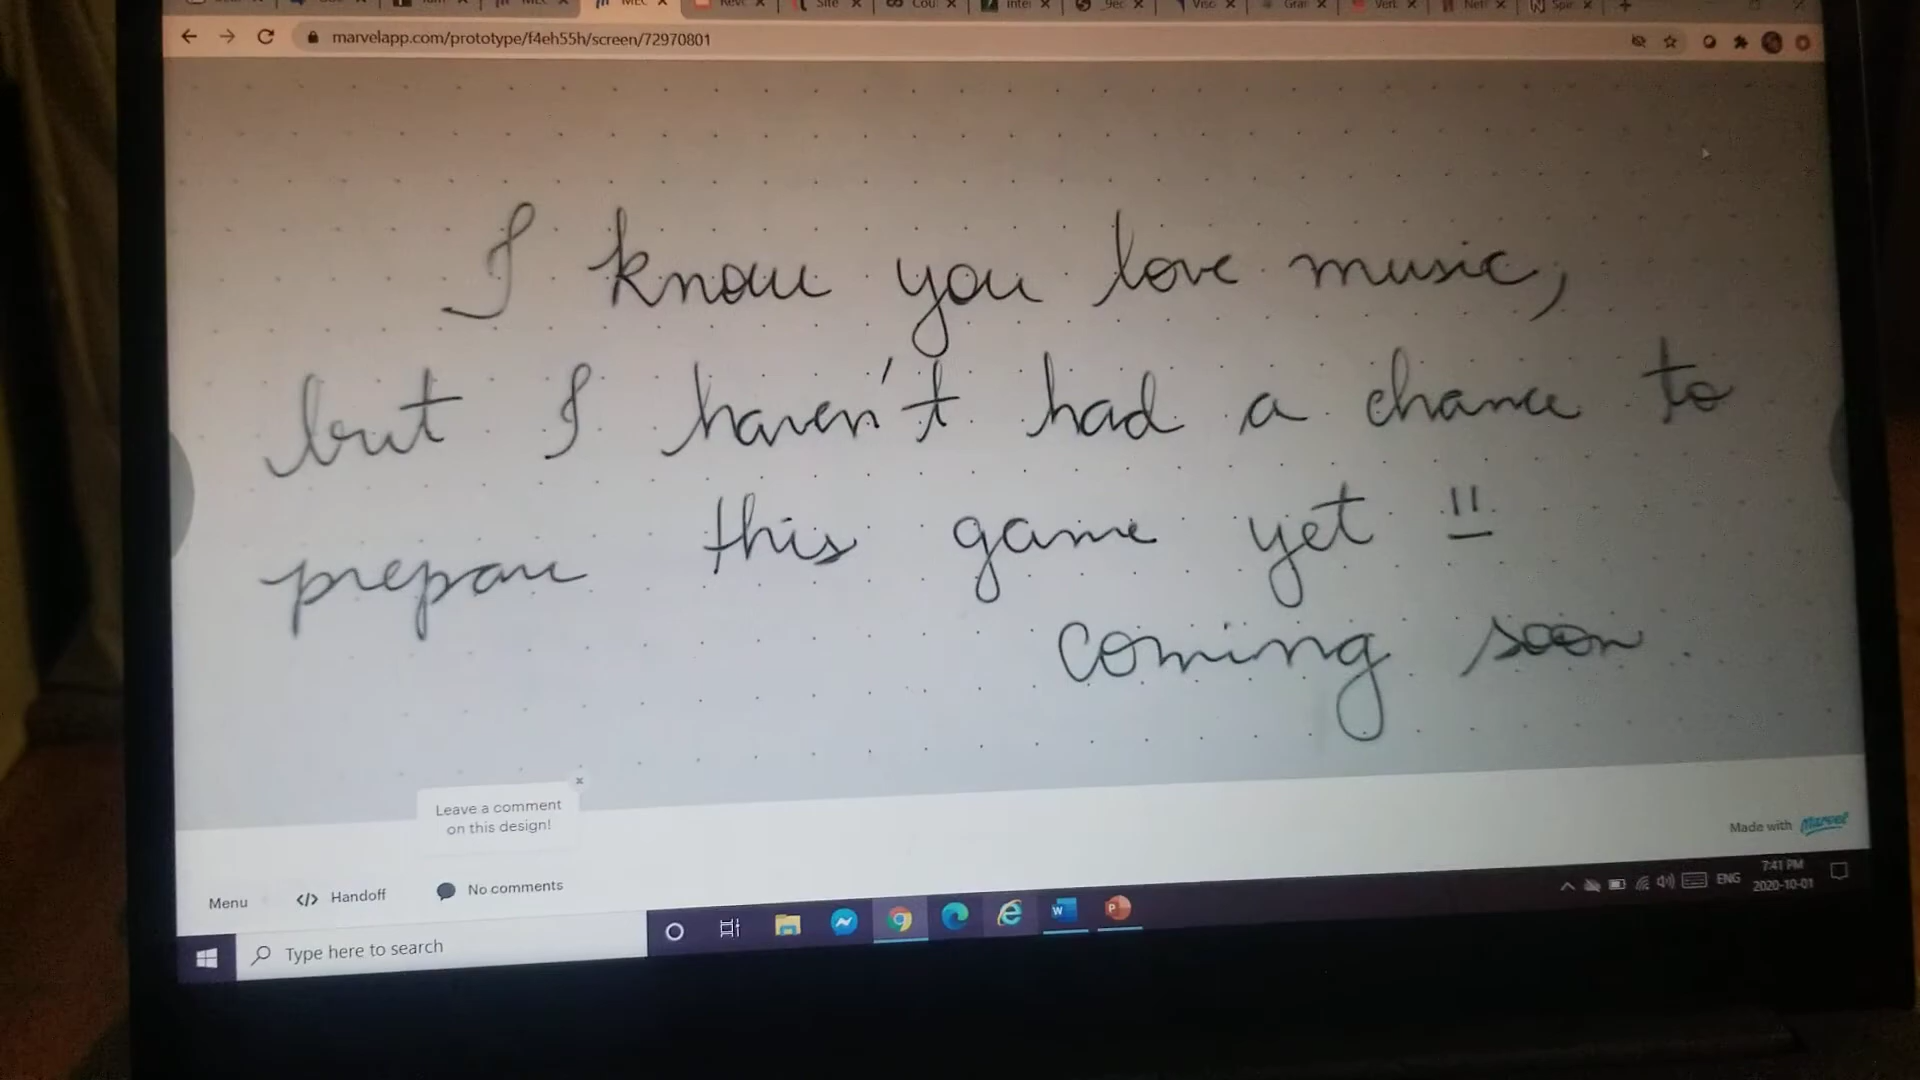 marvelapp.com/prototype/f4eh55h/screen/72970801
I know you love music,
but I haven't had a chance to
prepare this game yet
coming soon
Leave a comment
on this design!
Made with Marvel
Menu
</> Handoff
No comments
Type here to search
ENG
7:41 PM
2020-10-01